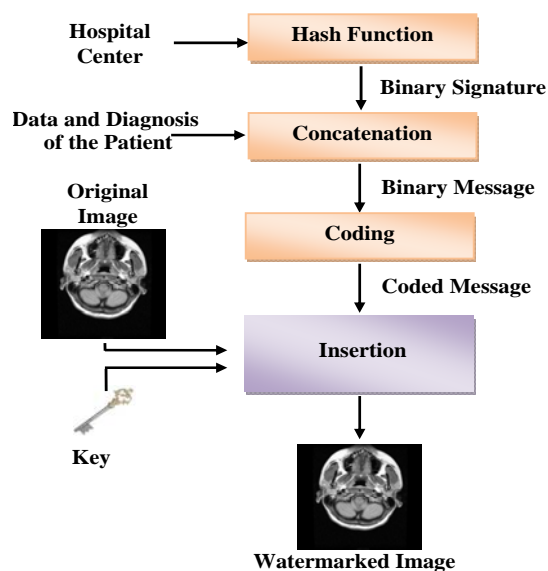 Hospital
Center
Hash Function
Binary Signature
Data and Diagnosis
of the Patient
Concatenation
Binary Message
Original
Image
Coding
Coded Message
Insertion
Key
Watermarked Image